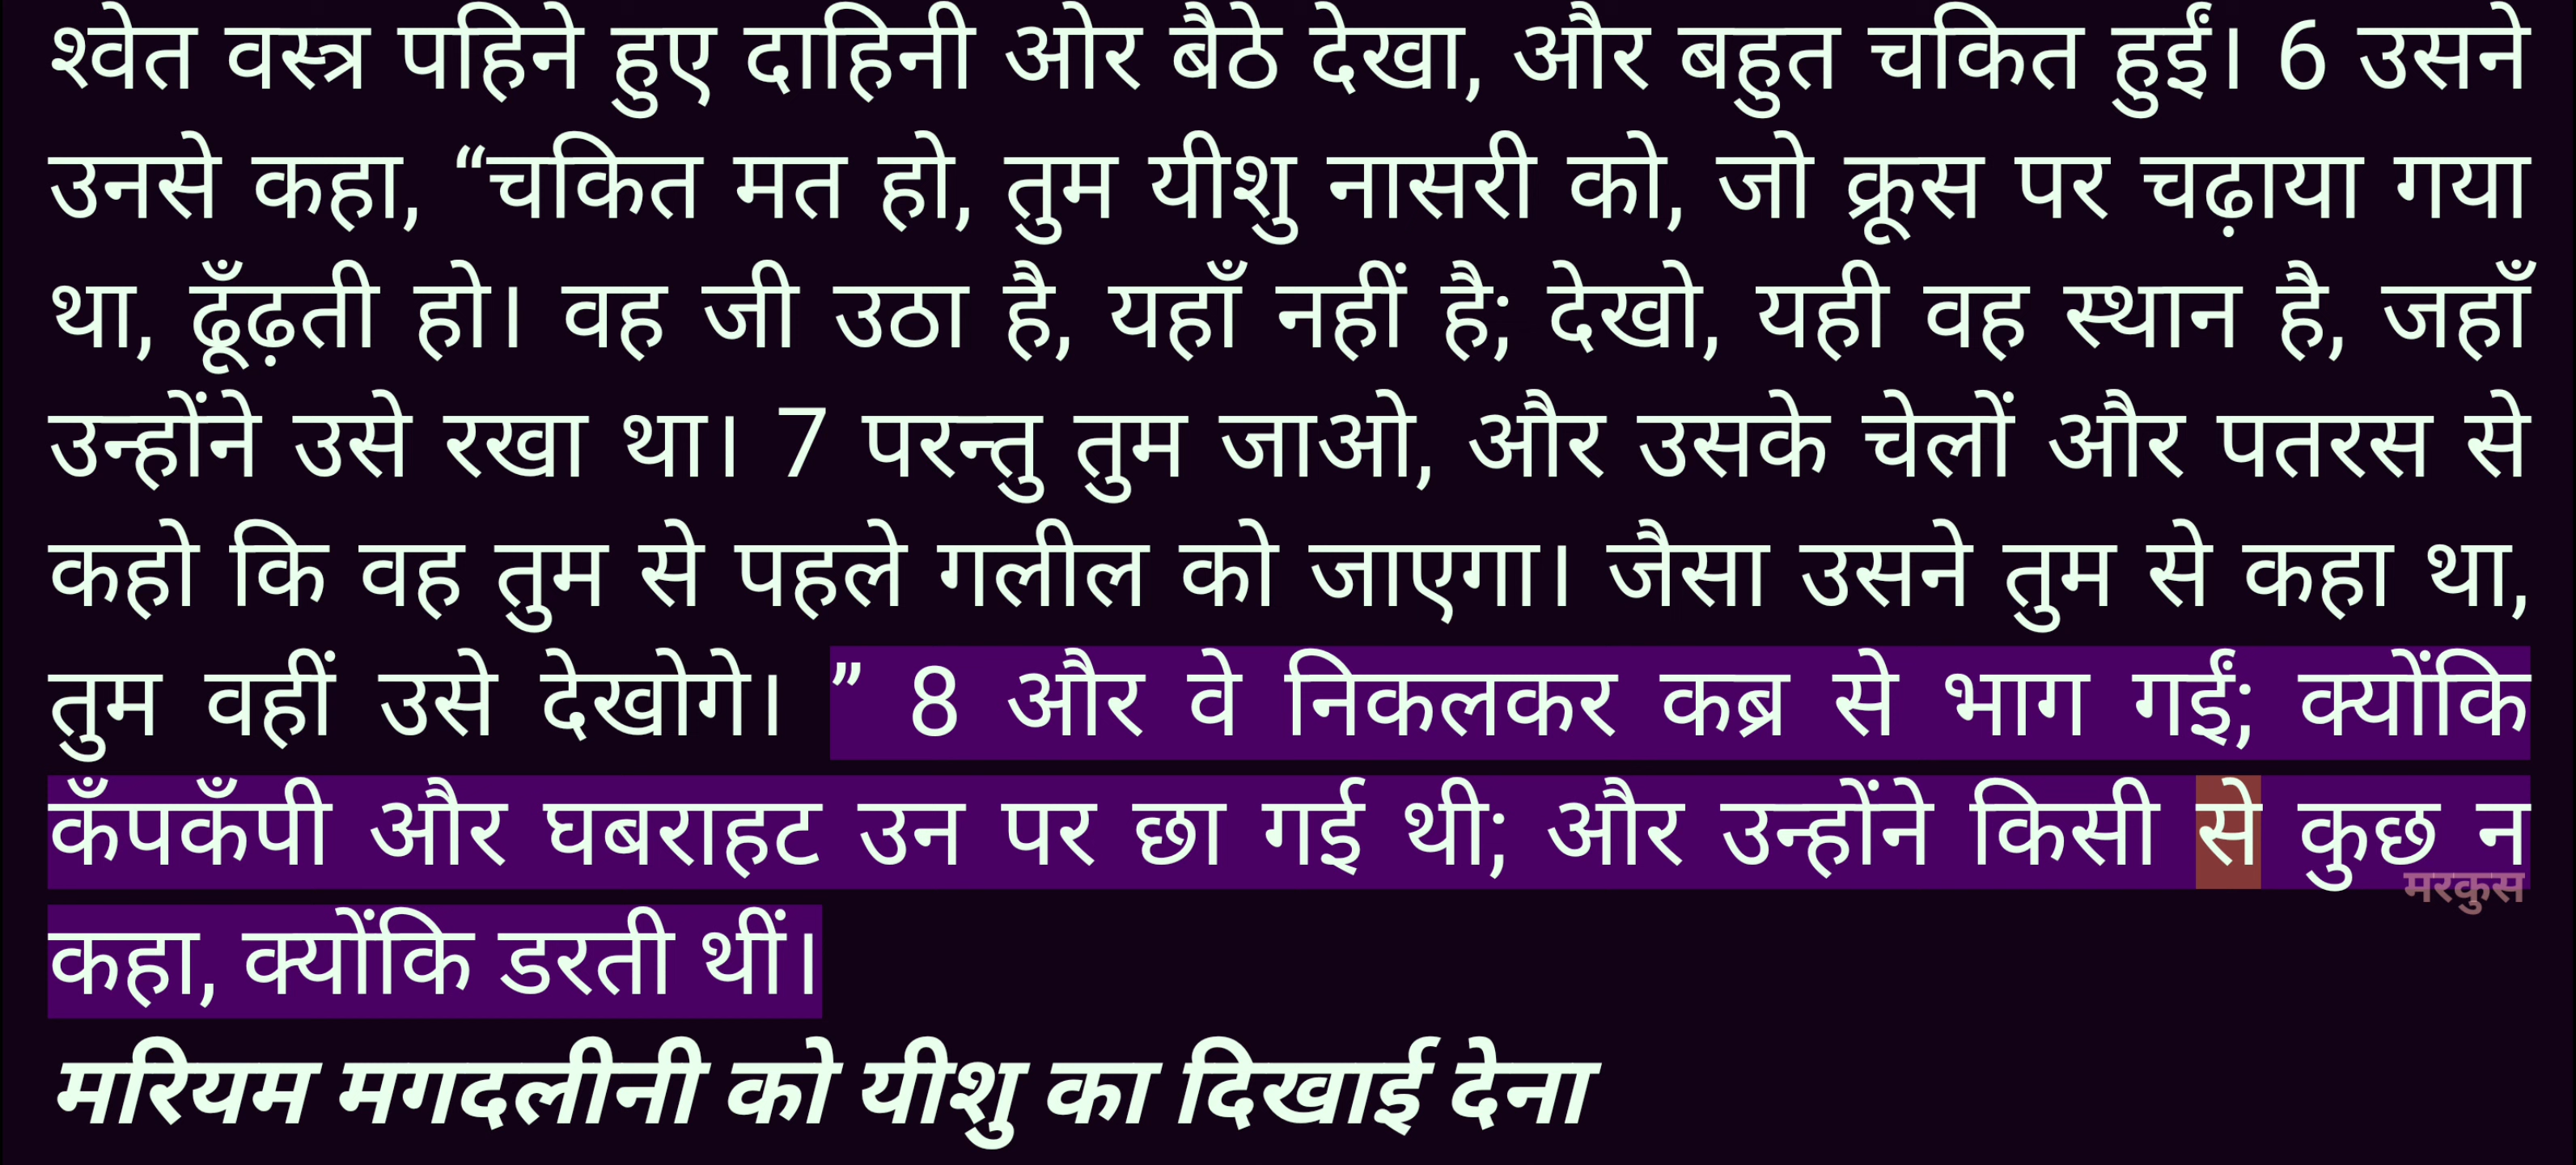 श्वेत वस्त्र पहिने हुए दाहिनी ओर बैठे देखा, और बहुत चकित हुईं। 6 उसने
उनसे कहा, “चकित मत हो, तुम यीशु नासरी को, जो क्रूस पर चढ़ाया गया
था, ढूँढ़ती हो। वह जी उठा है, यहाँ नहीं है; देखो, यही वह स्थान है, जहाँ
उन्होंने उसे रखा था। 7 परन्तु तुम जाओ, और उसके चेलों और पतरस से
कहो कि वह तुम से पहले गलील को जाएगा। जैसा उसने तुम से कहा था,
तुम वहीं उसे देखोगे। ” 8 और वे निकलकर कब्र से भाग गईं; क्योंकि
कँपकँपी और घबराहट उन पर छा गई थी; और उन्होंने किसी से कुछ न
मरकुस
कहा, क्योंकि डरती थीं।
मरियम मगदलीनी को यीशु का दिखाई देना